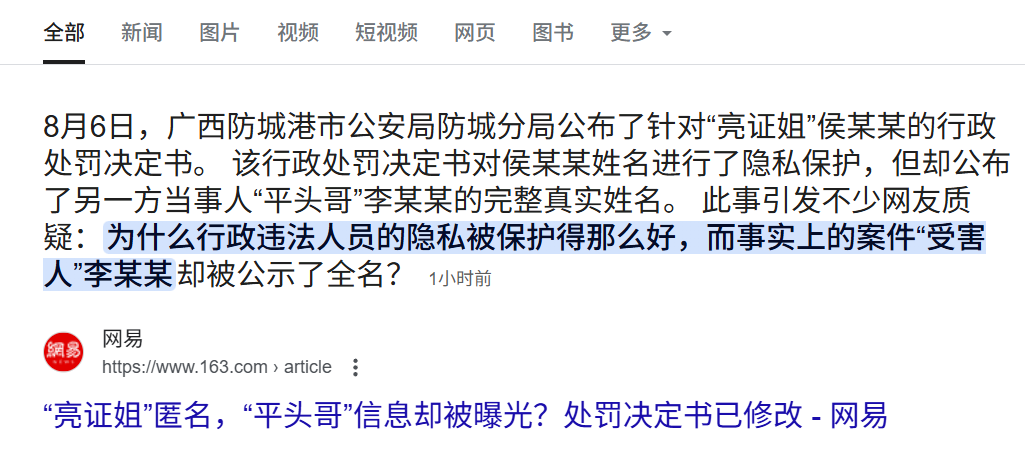 全部 新闻 图片 视频 短视频 网页 图书 更多
8月6日，广西防城港市公安局防城分局公布了针对“亮证姐”侯某某的行政
处罚决定书。 该行政处罚决定书对侯某某姓名进行了隐私保护，但却公布
了另一方当事人“平头哥”李某某的完整真实姓名。 此事引发不少网友质
疑：为什么行政违法人员的隐私被保护得那么好，而事实上的案件“受害
人”李某某却被公示了全名？ 1小时前
網易
NEWS
网易
https://www.163.com › article
“亮证姐”匿名，“平头哥”信息却被曝光？处罚决定书已修改 - 网易